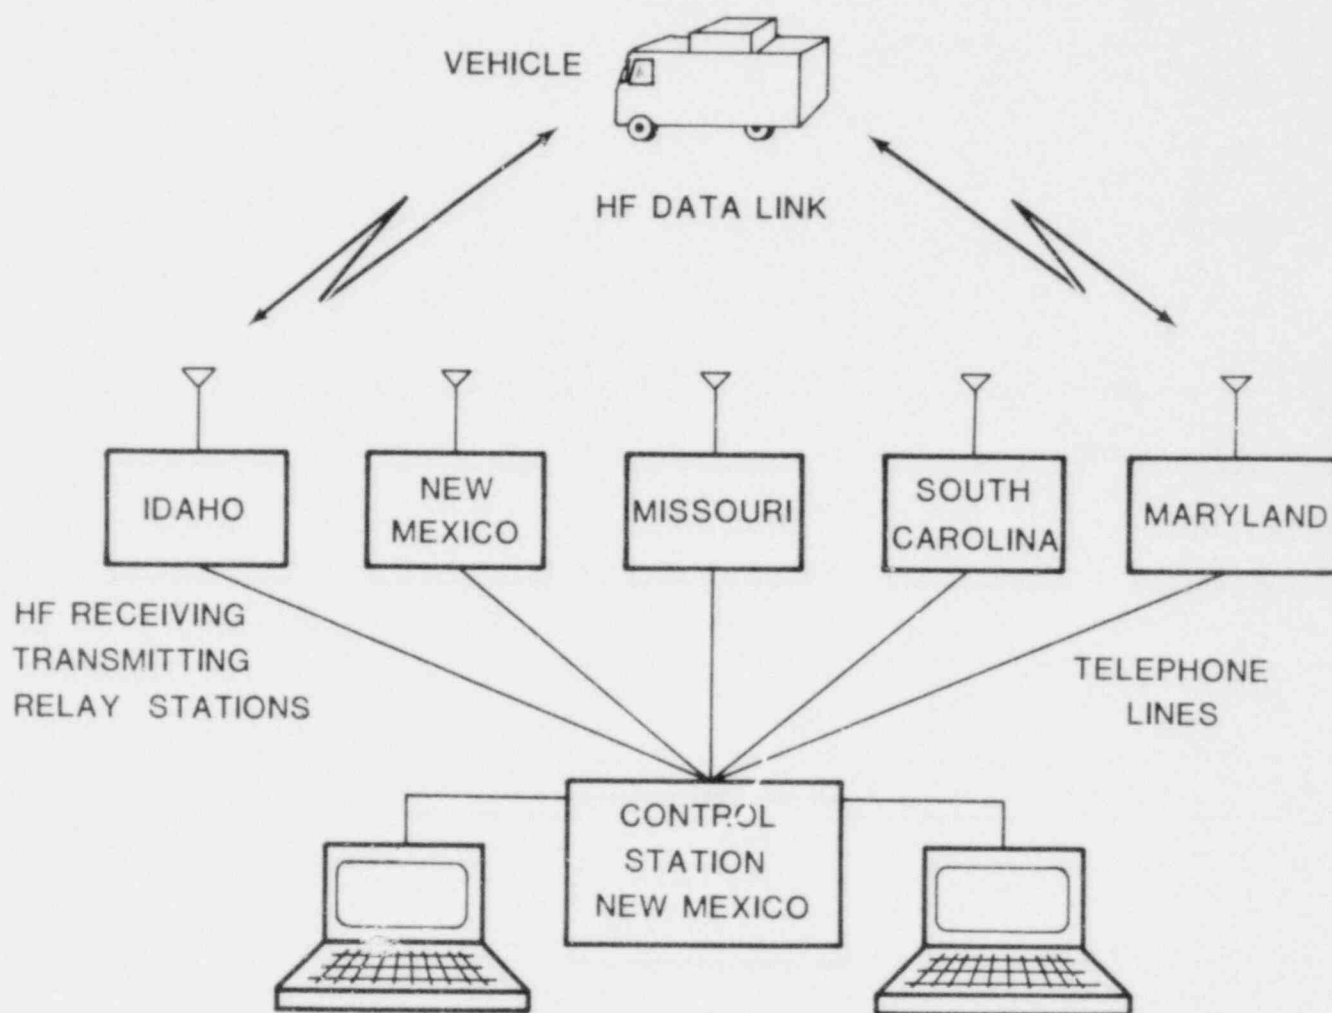 VEHICLE
HF DATA LINK
IDAHO
NEW
MEXICO
MISSOURI
SOUTH
CAROLINA
MARYLAND
HF RECEIVING
TRANSMITTING
RELAY STATIONS
TELEPHONE
LINES
CONTROL
STATION
NEW MEXICO